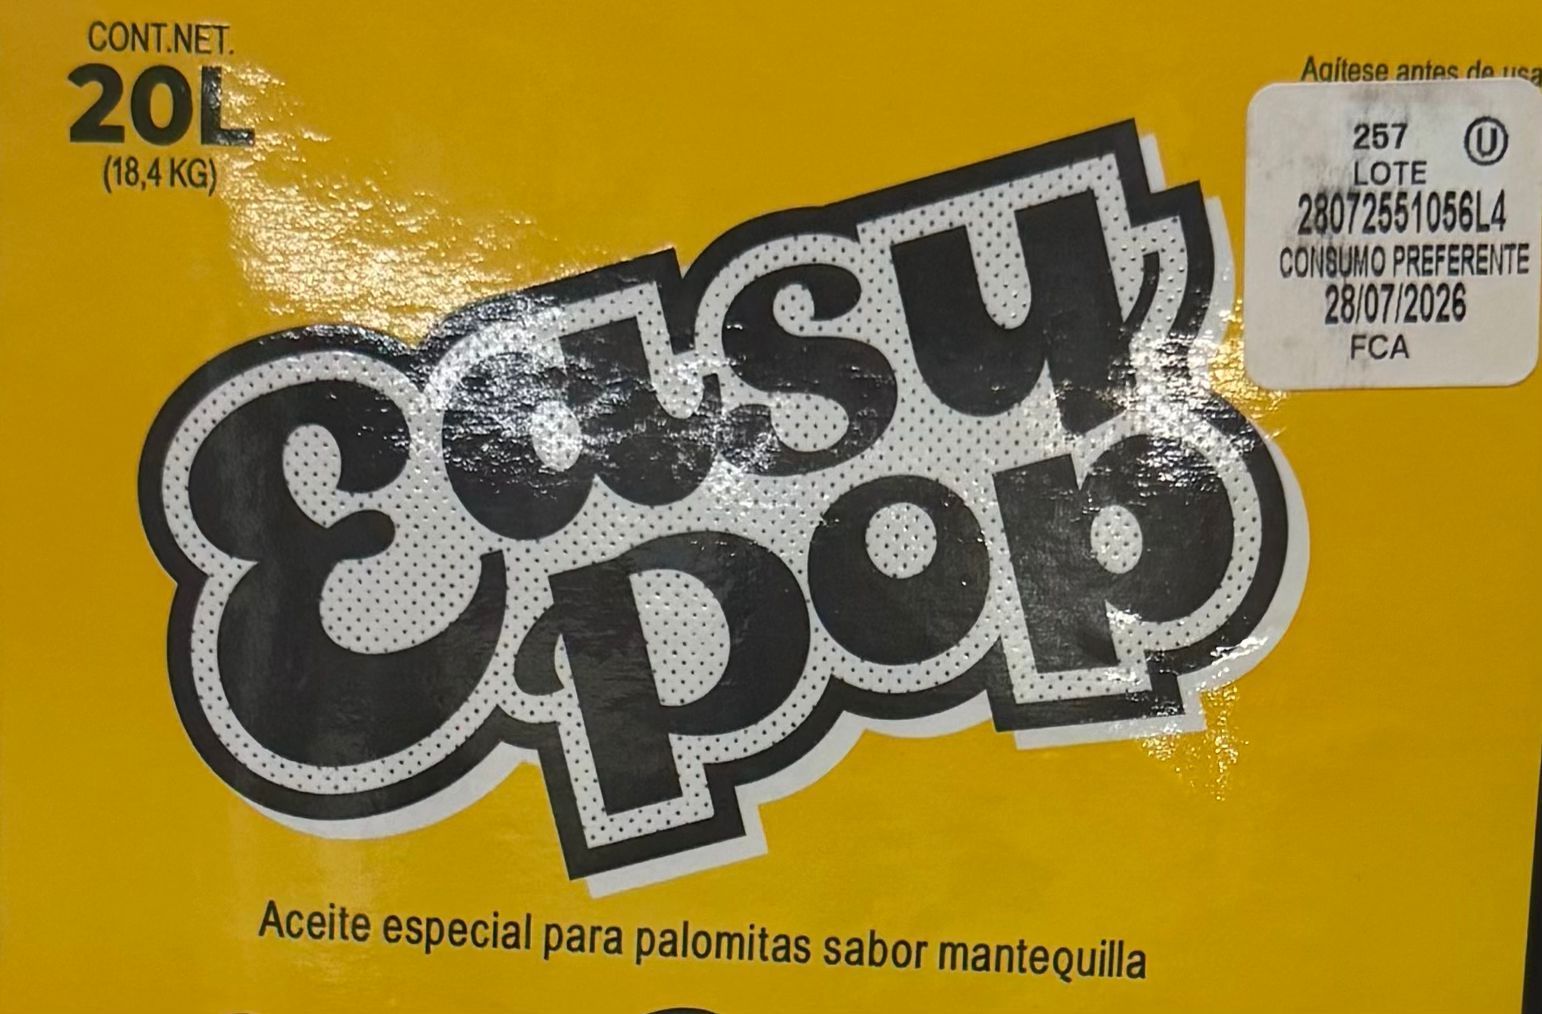 CONT.NET.
20L
(18,4 KG)
Agítese antes de usa
257
U
LOTE
28072551056L4
CONSUMO PREFERENTE
28/07/2026
FCA
Easy
pop
Aceite especial para palomitas sabor mantequilla